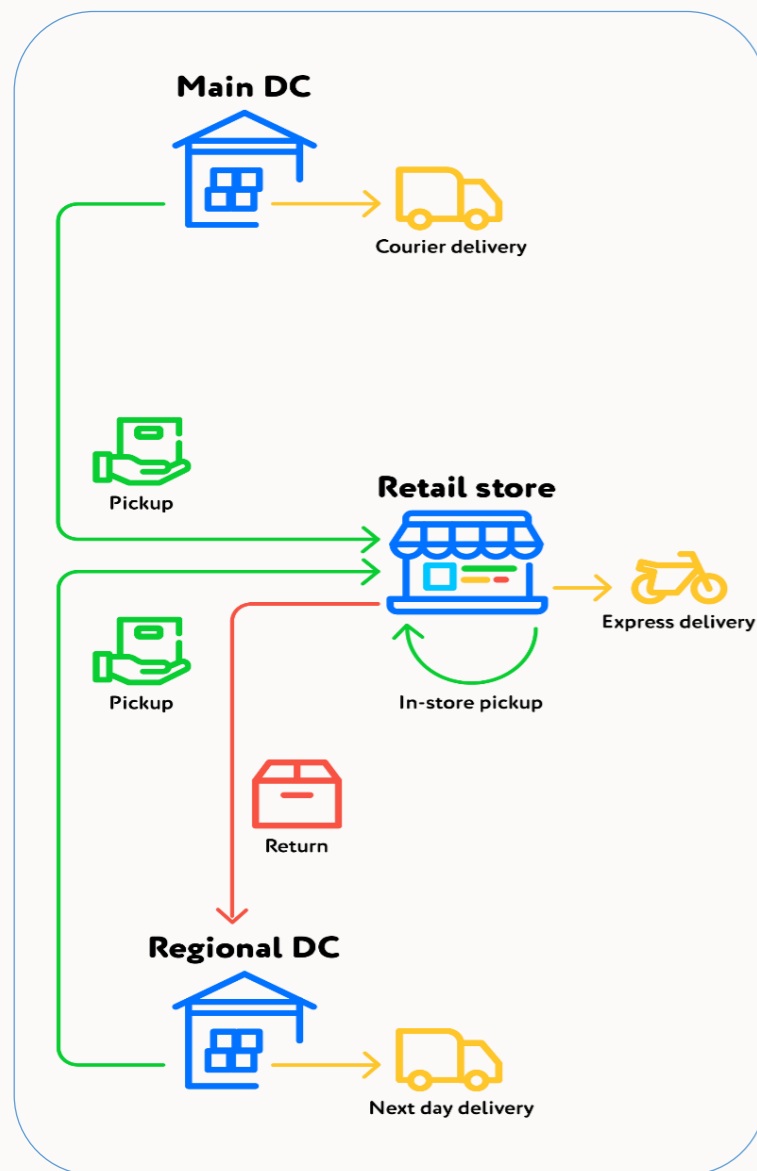 Main DC
Courier delivery
Pickup
Retail store
Express delivery
Pickup
In-store pickup
Return
Regional DC
Next day delivery